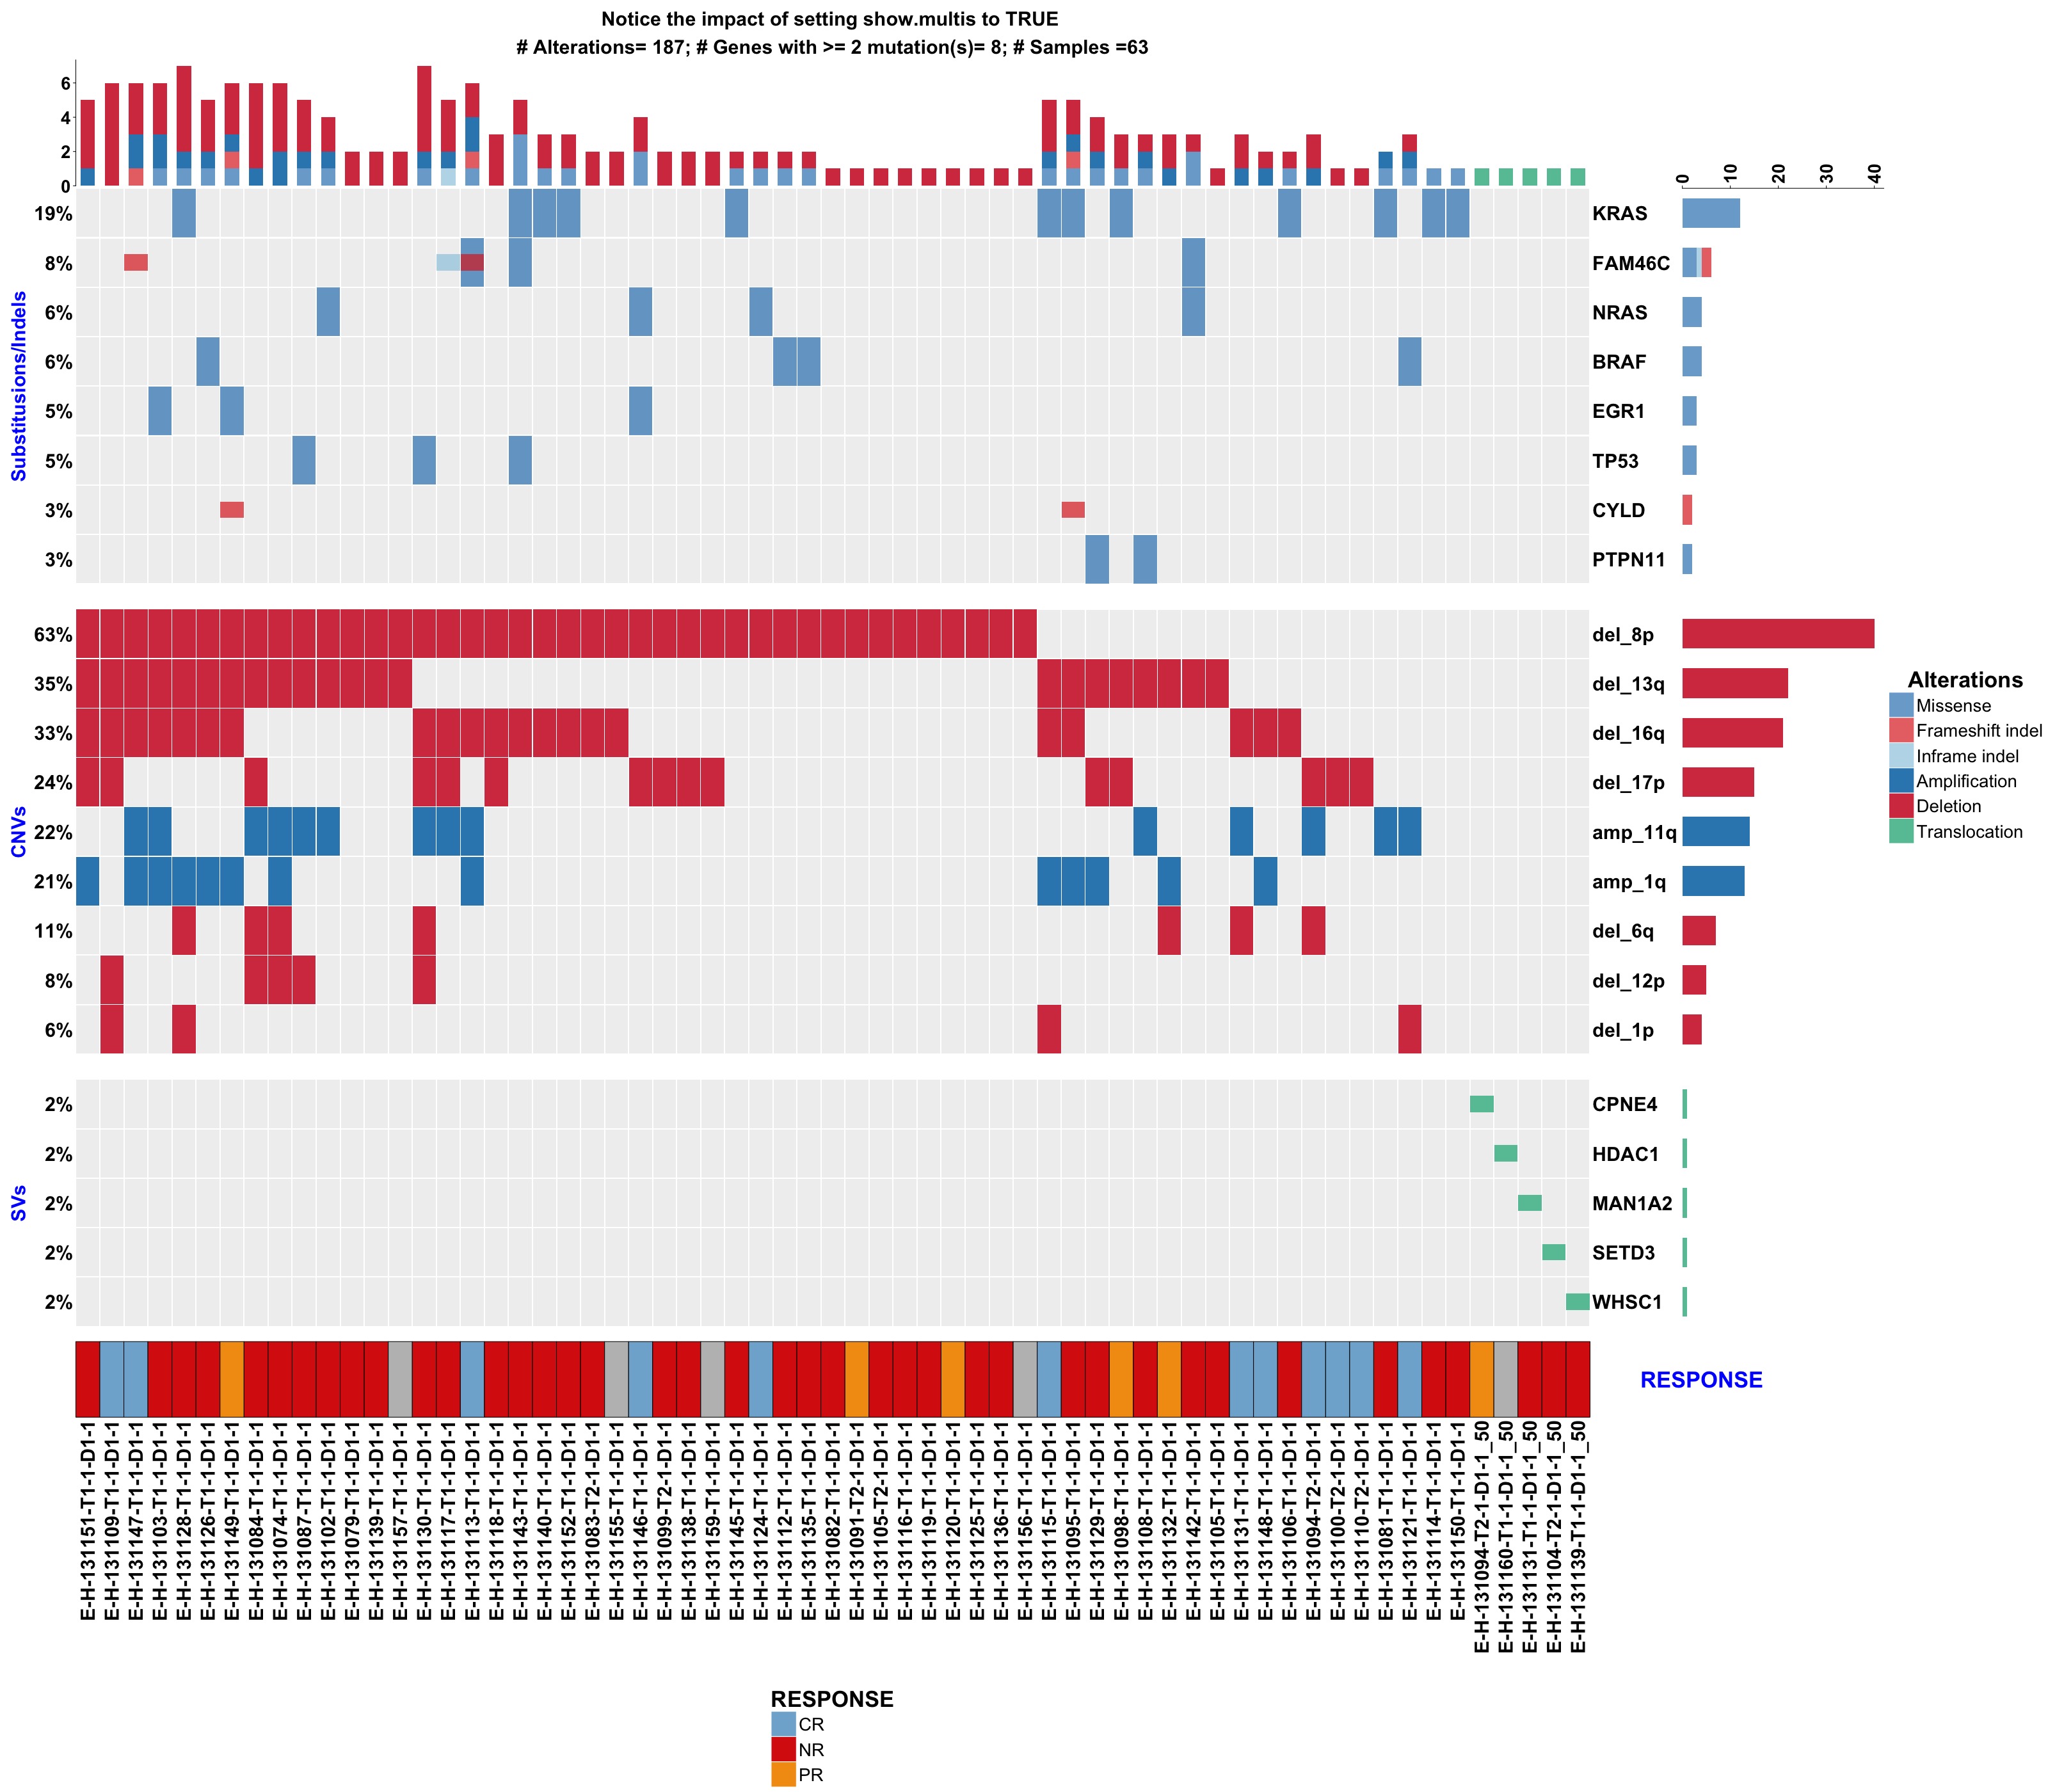 Notice the impact of setting show.multis to TRUE
# Alterations= 187; # Genes with >= 2 mutation(s)= 8; # Samples =63
6
4
2
0
0
10
20
30
40
Substitusions/Indels
19% KRAS
8% FAM46C
6% NRAS
6% BRAF
5% EGR1
5% TP53
3% CYLD
3% PTPN11
CNVs
63% del_8p
35% del_13q
33% del_16q
24% del_17p
22% amp_11q
21% amp_1q
11% del_6q
8% del_12p
6% del_1p
Alterations
Missense
Frameshift indel
Inframe indel
Amplification
Deletion
Translocation
SVs
2% CPNE4
2% HDAC1
2% MAN1A2
2% SETD3
2% WHSC1
RESPONSE
E-H-131151-T1-1-D1-1
E-H-131109-T1-1-D1-1
E-H-131147-T1-1-D1-1
E-H-131103-T1-1-D1-1
E-H-131128-T1-1-D1-1
E-H-131126-T1-1-D1-1
E-H-131149-T1-1-D1-1
E-H-131084-T1-1-D1-1
E-H-131074-T1-1-D1-1
E-H-131087-T1-1-D1-1
E-H-131102-T1-1-D1-1
E-H-131079-T1-1-D1-1
E-H-131139-T1-1-D1-1
E-H-131157-T1-1-D1-1
E-H-131130-T1-1-D1-1
E-H-131117-T1-1-D1-1
E-H-131113-T1-1-D1-1
E-H-131118-T1-1-D1-1
E-H-131143-T1-1-D1-1
E-H-131140-T1-1-D1-1
E-H-131152-T1-1-D1-1
E-H-131083-T2-1-D1-1
E-H-131155-T1-1-D1-1
E-H-131146-T1-1-D1-1
E-H-131099-T2-1-D1-1
E-H-131138-T1-1-D1-1
E-H-131159-T1-1-D1-1
E-H-131145-T1-1-D1-1
E-H-131124-T1-1-D1-1
E-H-131112-T1-1-D1-1
E-H-131135-T1-1-D1-1
E-H-131082-T1-1-D1-1
E-H-131091-T2-1-D1-1
E-H-131105-T2-1-D1-1
E-H-131116-T1-1-D1-1
E-H-131119-T1-1-D1-1
E-H-131120-T1-1-D1-1
E-H-131125-T1-1-D1-1
E-H-131136-T1-1-D1-1
E-H-131156-T1-1-D1-1
E-H-131115-T1-1-D1-1
E-H-131095-T1-1-D1-1
E-H-131129-T1-1-D1-1
E-H-131098-T1-1-D1-1
E-H-131108-T1-1-D1-1
E-H-131132-T1-1-D1-1
E-H-131142-T1-1-D1-1
E-H-131105-T1-1-D1-1
E-H-131131-T1-1-D1-1
E-H-131148-T1-1-D1-1
E-H-131106-T1-1-D1-1
E-H-131094-T2-1-D1-1
E-H-131100-T2-1-D1-1
E-H-131110-T2-1-D1-1
E-H-131081-T1-1-D1-1
E-H-131121-T1-1-D1-1
E-H-131114-T1-1-D1-1
E-H-131150-T1-1-D1-1
E-H-131094-T2-1-D1-1_50
E-H-131160-T1-1-D1-1_50
E-H-131131-T1-1-D1-1_50
E-H-131104-T2-1-D1-1_50
E-H-131139-T1-1-D1-1_50
RESPONSE
CR
NR
PR